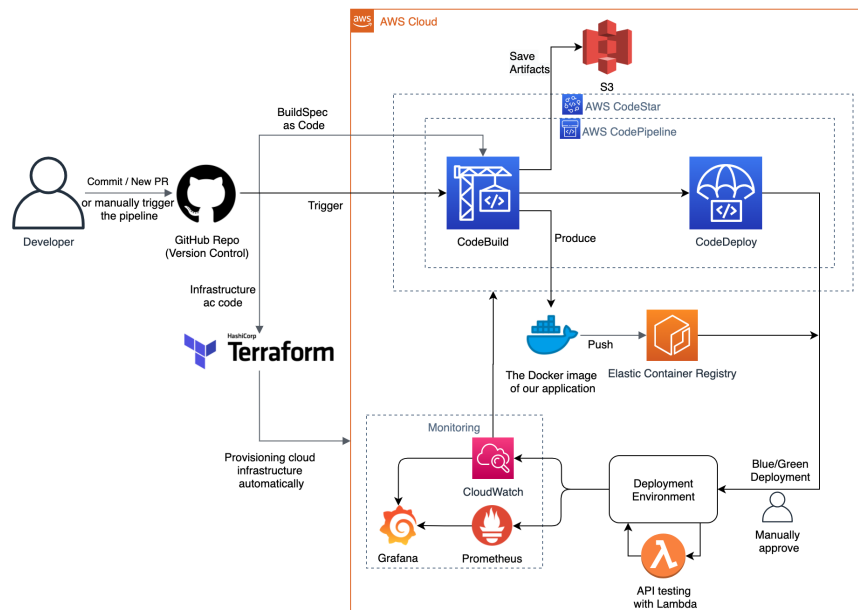 aws
AWS Cloud
Save
Artifacts
S3
AWS CodeStar
BuildSpec
as Code
AWS CodePipeline
Commit / New PR
or manually trigger
the pipeline
Developer
GitHub Repo
(Version Control)
Trigger
CodeBuild
CodeDeploy
Produce
Infrastructure
ac code
HashiCorp
Terraform
Push
The Docker image
of our application
Elastic Container Registry
Provisioning cloud
infrastructure
automatically
Monitoring
CloudWatch
Grafana
Prometheus
Deployment
Environment
Blue/Green
Deployment
Manually
approve
API testing
with Lambda